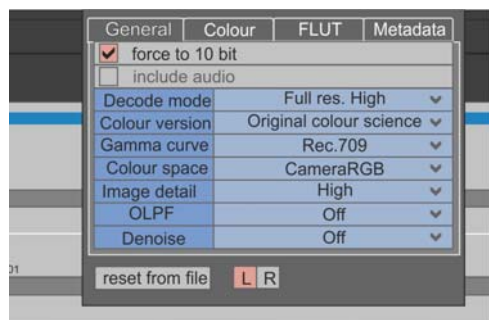 General Colour FLUT Metadata
force to 10 bit
include audio
Decode mode Full res. High
Colour version Original colour science
Gamma curve Rec.709
Colour space CameraRGB
Image detail High
OLPF Off
Denoise Off
01
reset from file L R